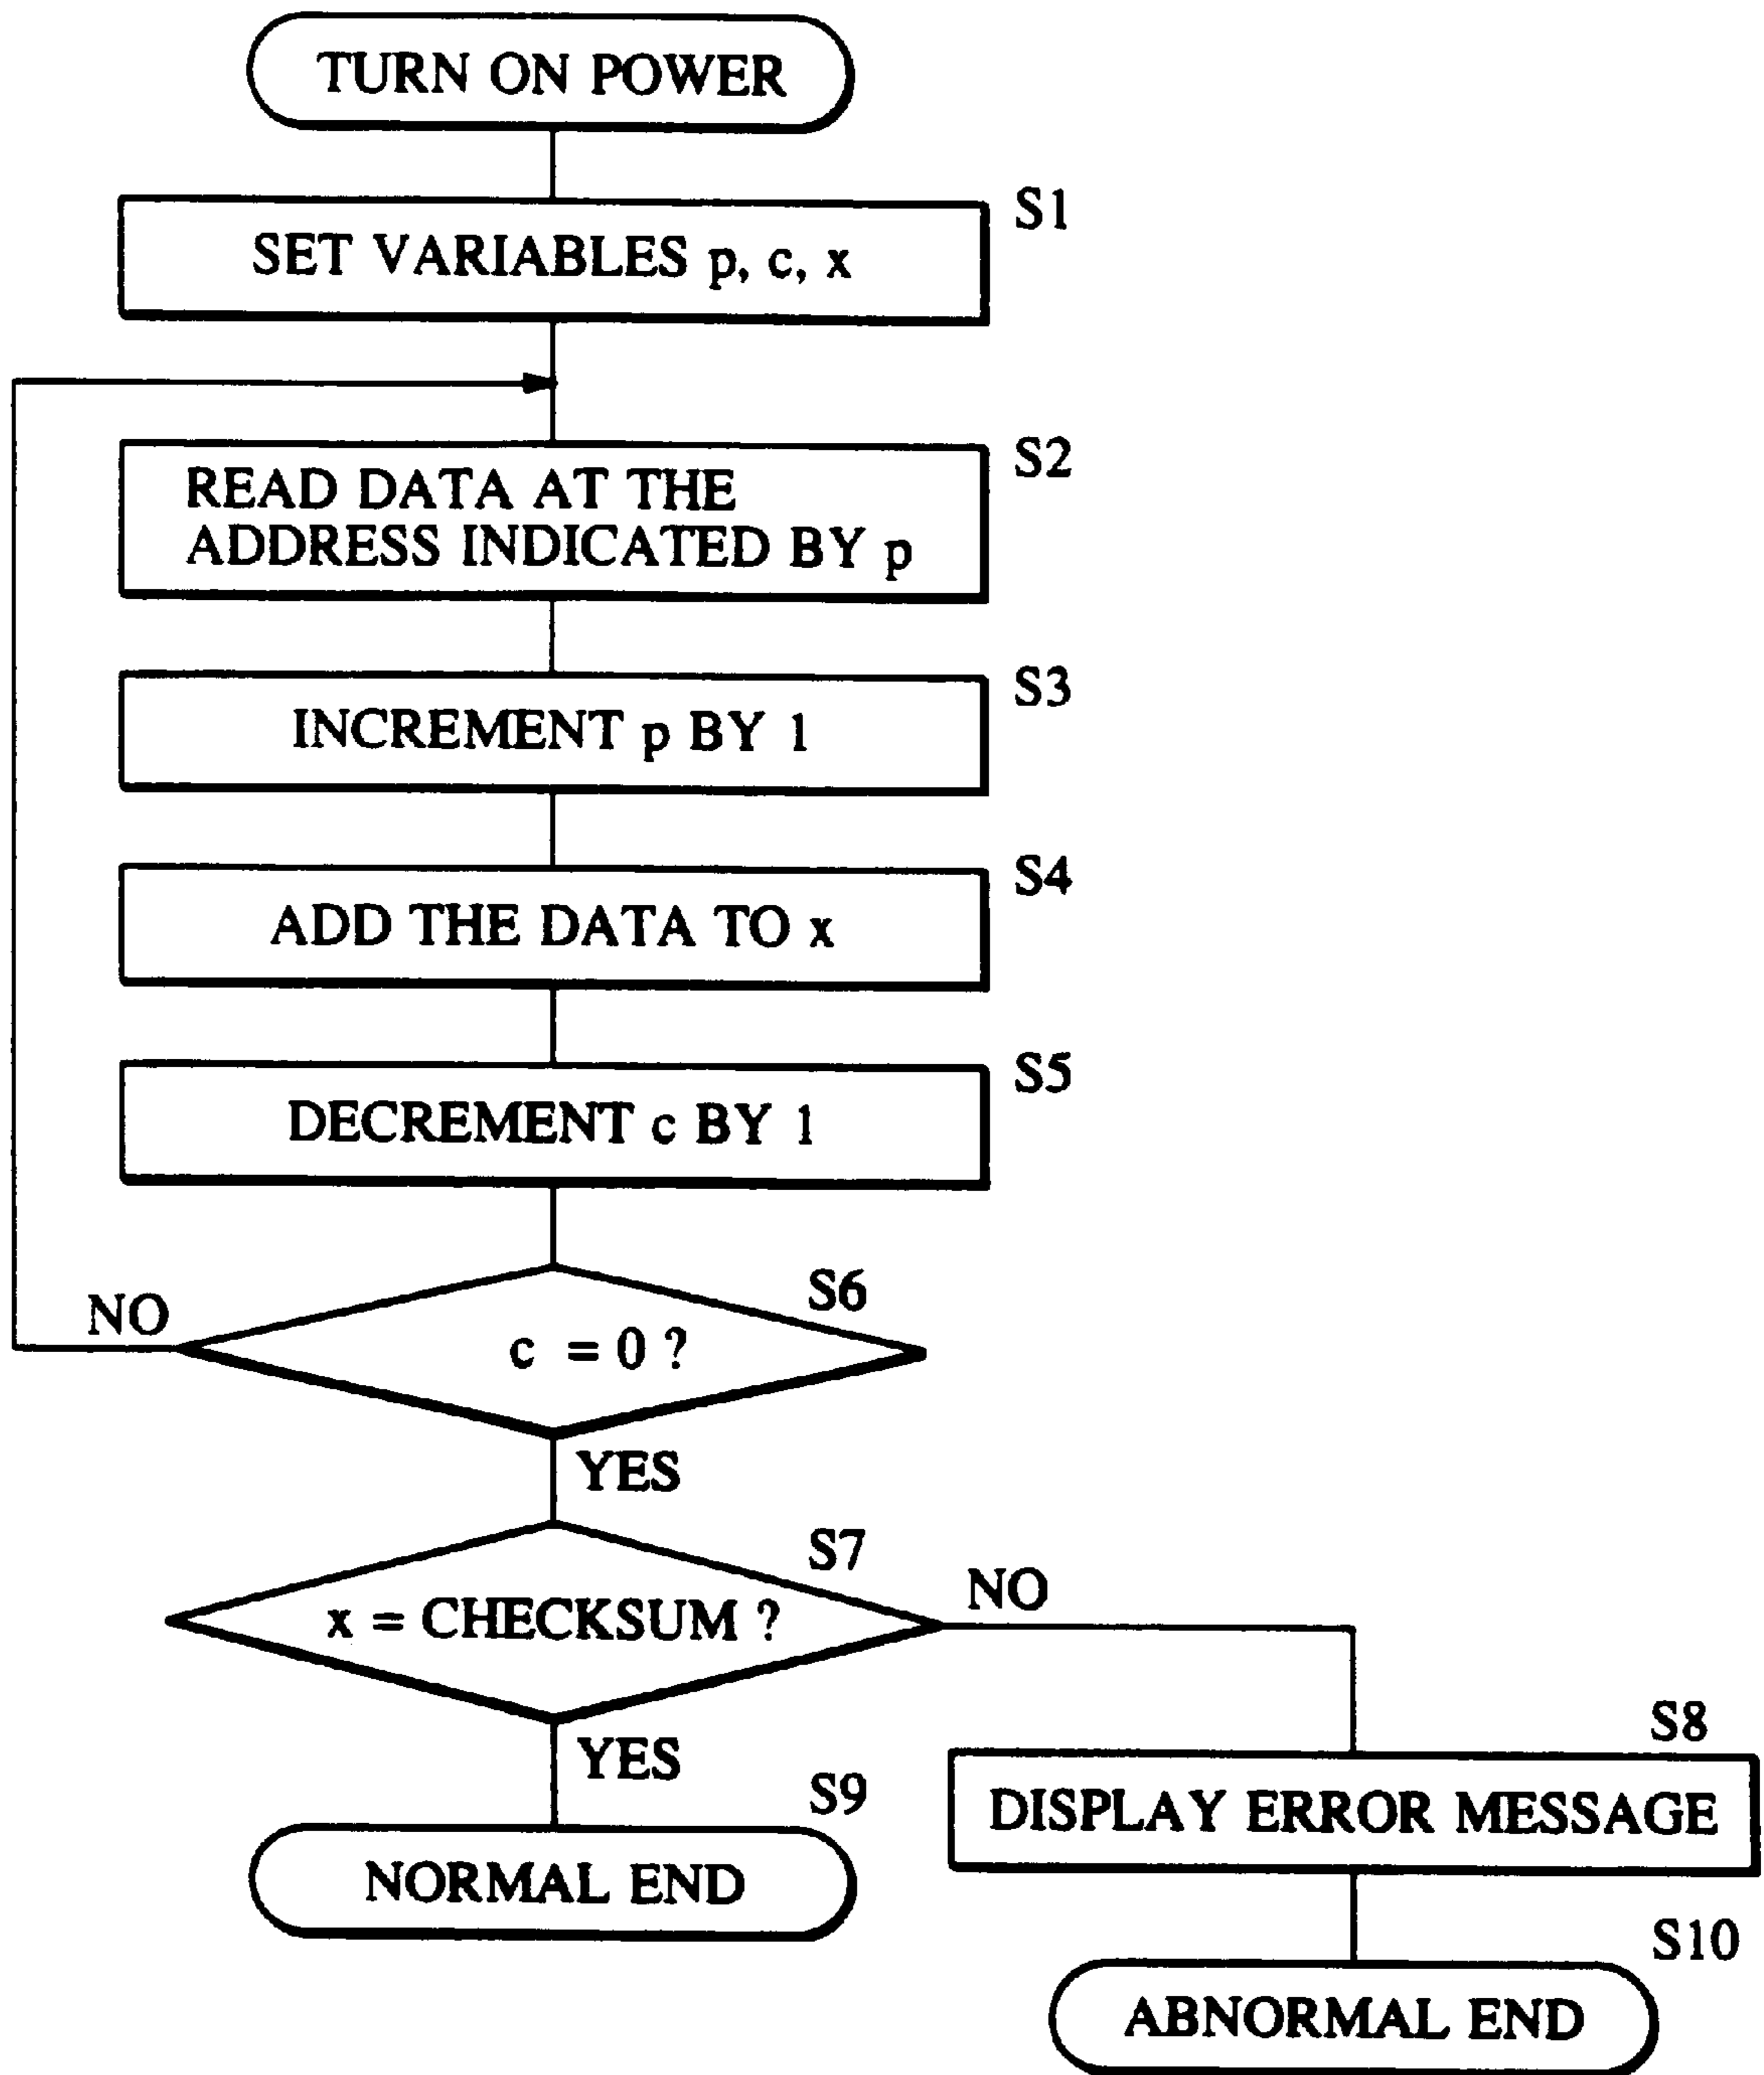 TURN ON POWER
S1
SET VARIABLES p, c, x
S2
READ DATA AT THE
ADDRESS INDICATED BY p
S3
INCREMENT p BY 1
S4
ADD THE DATA TO x
S5
DECREMENT c BY 1
S6
NO
c = 0 ?
YES
S7
NO
x = CHECKSUM ?
S8
YES
S9
DISPLAY ERROR MESSAGE
NORMAL END
S10
ABNORMAL END